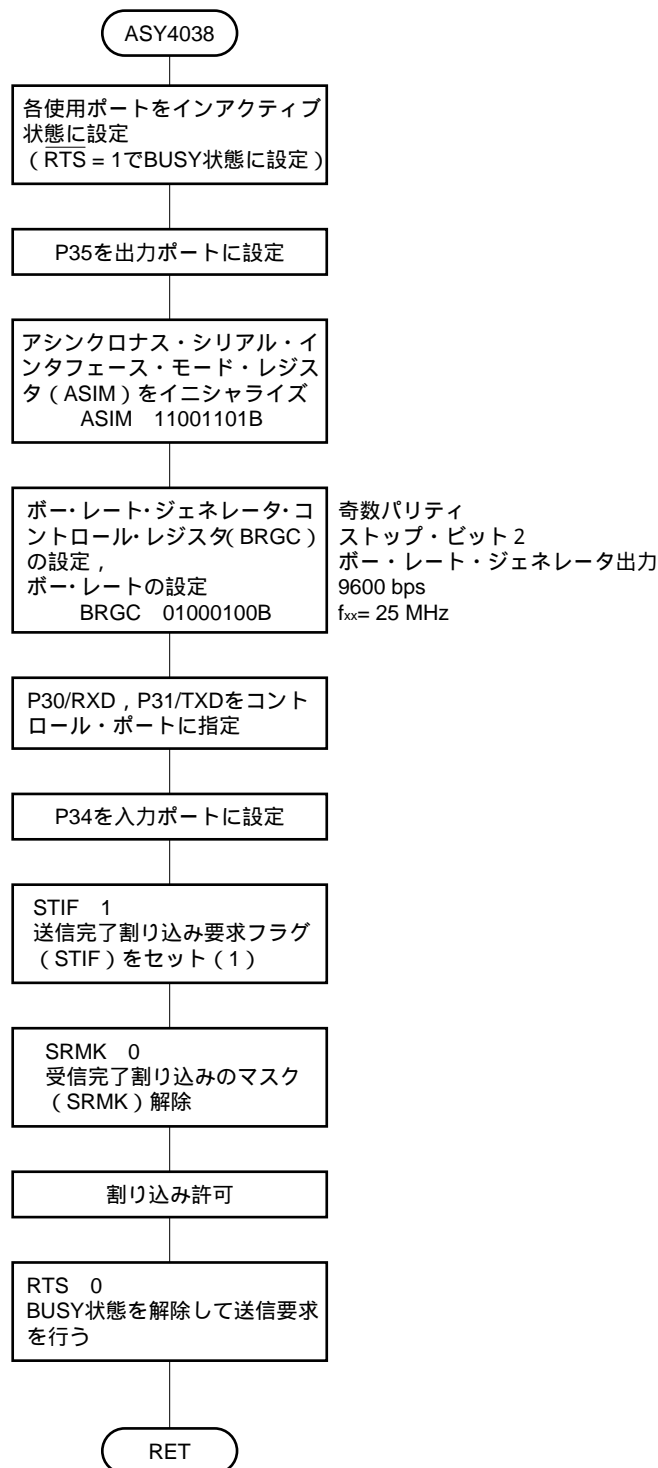 ASY4038
各使用ポートをインアクティブ
状態に設定
（RTS = 1でBUSY状態に設定）
P35を出力ポートに設定
アシンクロナス・シリアル・イ
ンタフェース・モード・レジス
タ（ASIM）をイニシャライズ
ASIM 11001101B
ボー・レート・ジェネレータ・コ
ントロール・レジスタ（BRGC）
の設定，
ボー・レートの設定
BRGC 01000100B
奇数パリティ
ストップ・ビット2
ボー・レート・ジェネレータ出力
9600 bps
fxx= 25 MHz
P30/RXD，P31/TXDをコント
ロール・ポートに指定
P34を入力ポートに設定
STIF 1
送信完了割り込み要求フラグ
（STIF）をセット（1）
SRMK 0
受信完了割り込みのマスク
（SRMK）解除
割り込み許可
RTS 0
BUSY状態を解除して送信要求
を行う
RET